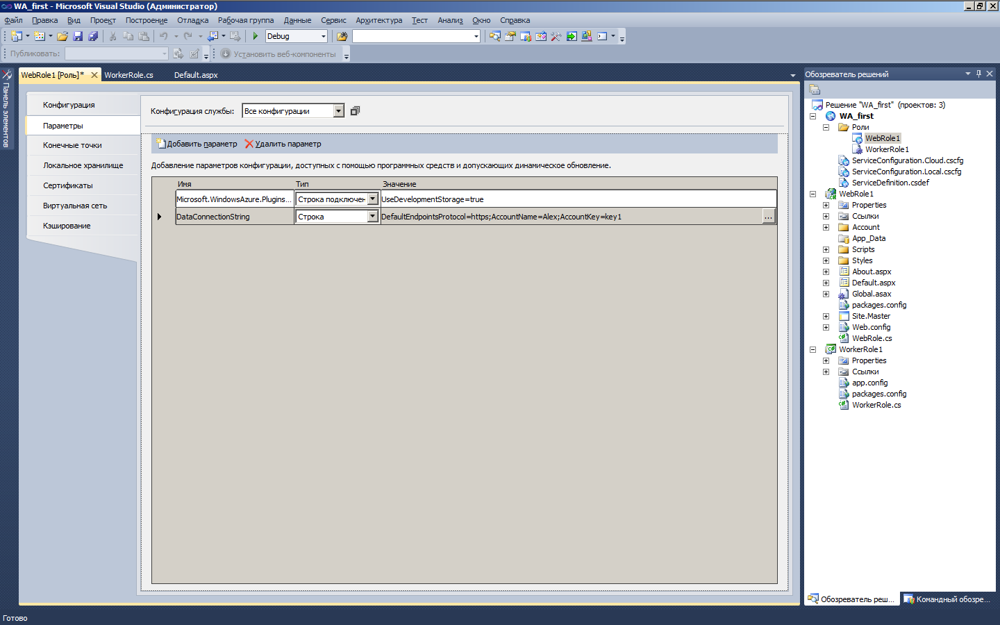 WA_first - Microsoft Visual Studio (Администратор)
Файл Правка Вид Проект Построение Отладка Рабочая группа Данные Сервис Архитектура Тест Анализ Окно Справка
Debug
Публиковать: Установить веб-компоненты
Панель элементов
WebRole1 [Роль]* WorkerRole.cs Default.aspx
Конфигурация
Параметры
Конечные точки
Локальное хранилище
Сертификаты
Виртуальная сеть
Кэширование
Конфигурация службы: Все конфигурации
Добавить параметр Удалить параметр
Добавление параметров конфигурации, доступных с помощью программных средств и допускающих динамическое обновление.
Имя Тип Значение
Microsoft.WindowsAzure.Plugins... Строка подключен UseDevelopmentStorage=true
DataConnectionString Строка DefaultEndpointsProtocol=https;AccountName=Alex;AccountKey=key1 ...
Обозреватель решений
Решение "WA_first" (проектов: 3)
WA_first
Роли
WebRole1
WorkerRole1
ServiceConfiguration.Cloud.cscfg
ServiceConfiguration.Local.cscfg
ServiceDefinition.csdef
WebRole1
Properties
Ссылки
Account
App_Data
Scripts
Styles
About.aspx
Default.aspx
Global.asax
packages.config
Site.Master
Web.config
WebRole.cs
WorkerRole1
Properties
Ссылки
app.config
packages.config
WorkerRole.cs
Обозреватель реш... Командный обозре...
Готово